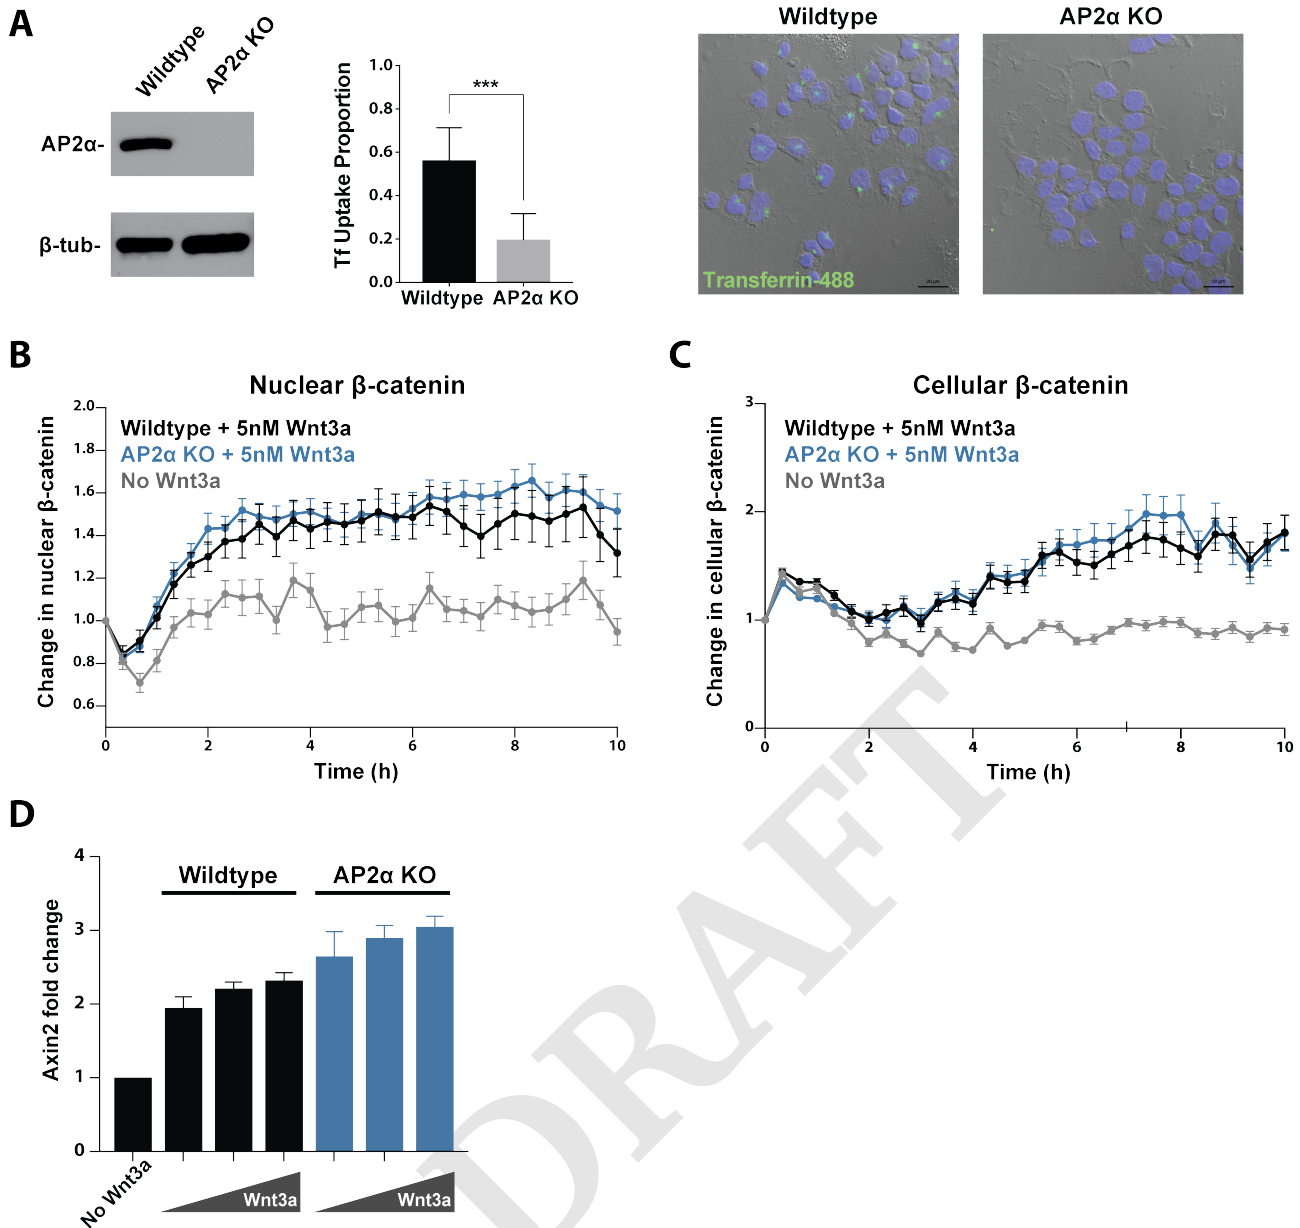 A
Wildtype
AP2α KO
AP2α-
β-tub-
Tf Uptake Proportion
1.0
0.8
0.6
0.4
0.2
0.0
***
Wildtype AP2α KO
Wildtype
AP2α KO
Transferrin-488
B
Nuclear β-catenin
Wildtype + 5nM Wnt3a
AP2α KO + 5nM Wnt3a
No Wnt3a
Change in nuclear β-catenin
2.0
1.8
1.6
1.4
1.2
1.0
0.8
0.6
0 2 4 6 8 10
Time (h)
C
Cellular β-catenin
Wildtype + 5nM Wnt3a
AP2α KO + 5nM Wnt3a
No Wnt3a
Change in cellular β-catenin
3
2
1
0
0 2 4 6 8 10
Time (h)
D
Axin2 fold change
4
3
2
1
0
Wildtype
AP2α KO
No Wnt3a
Wnt3a
Wnt3a
DRAFT